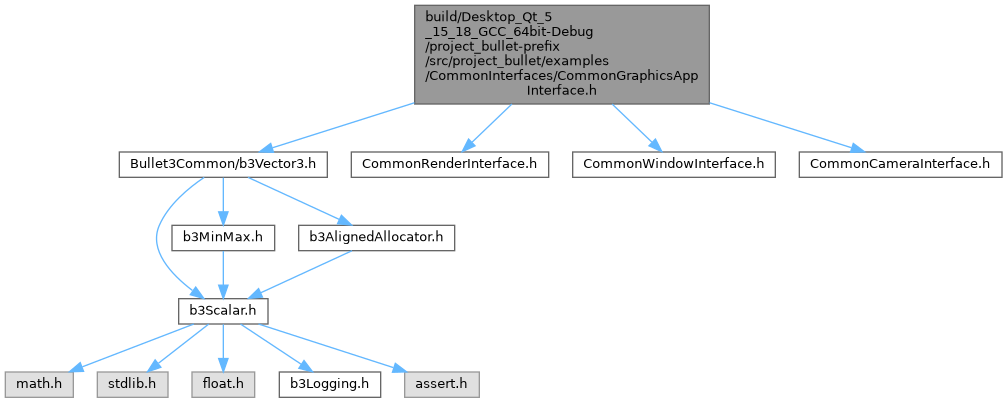 build/Desktop_Qt_5
_15_18_GCC_64bit-Debug
/project_bullet-prefix
/src/project_bullet/examples
/CommonInterfaces/CommonGraphicsApp
Interface.h
Bullet3Common/b3Vector3.h
CommonRenderInterface.h
CommonWindowInterface.h
CommonCameraInterface.h
b3MinMax.h
b3AlignedAllocator.h
b3Scalar.h
math.h
stdlib.h
float.h
b3Logging.h
assert.h